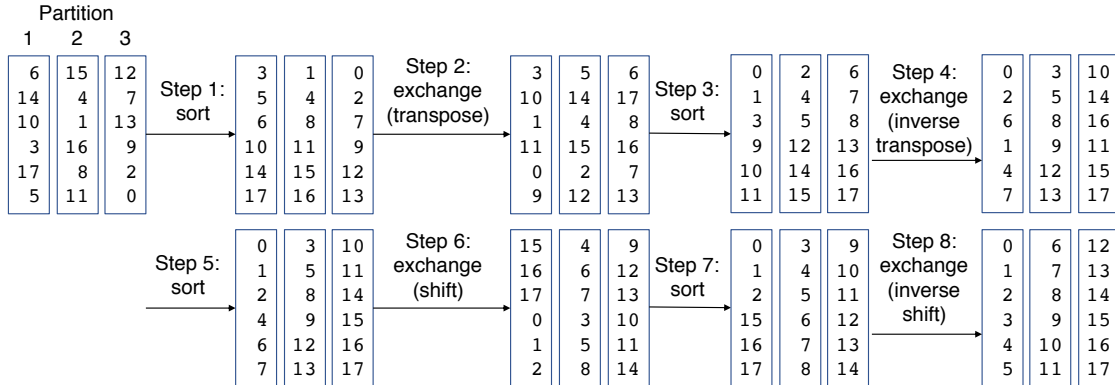 Partition
1 2 3
6 15 12
14 4 7
10 1 13
3 16 9
17 8 2
5 11 0
Step 1:
sort
3 1 0
5 4 2
6 8 7
10 11 9
14 15 12
17 16 13
Step 2:
exchange
(transpose)
3 5 6
10 14 17
1 4 8
11 15 16
0 2 7
9 12 13
Step 3:
sort
0 2 6
1 4 7
3 5 8
9 12 13
10 14 16
11 15 17
Step 4:
exchange
(inverse
transpose)
0 3 10
2 5 14
6 8 16
1 9 11
4 12 15
7 13 17
Step 5:
sort
0 3 10
1 5 11
2 8 14
4 9 15
6 12 16
7 13 17
Step 6:
exchange
(shift)
15 4 9
16 6 12
17 7 13
0 3 10
1 5 11
2 8 14
Step 7:
sort
0 3 9
1 4 10
2 5 11
15 6 12
16 7 13
17 8 14
Step 8:
exchange
(inverse
shift)
0 6 12
1 7 13
2 8 14
3 9 15
4 10 16
5 11 17